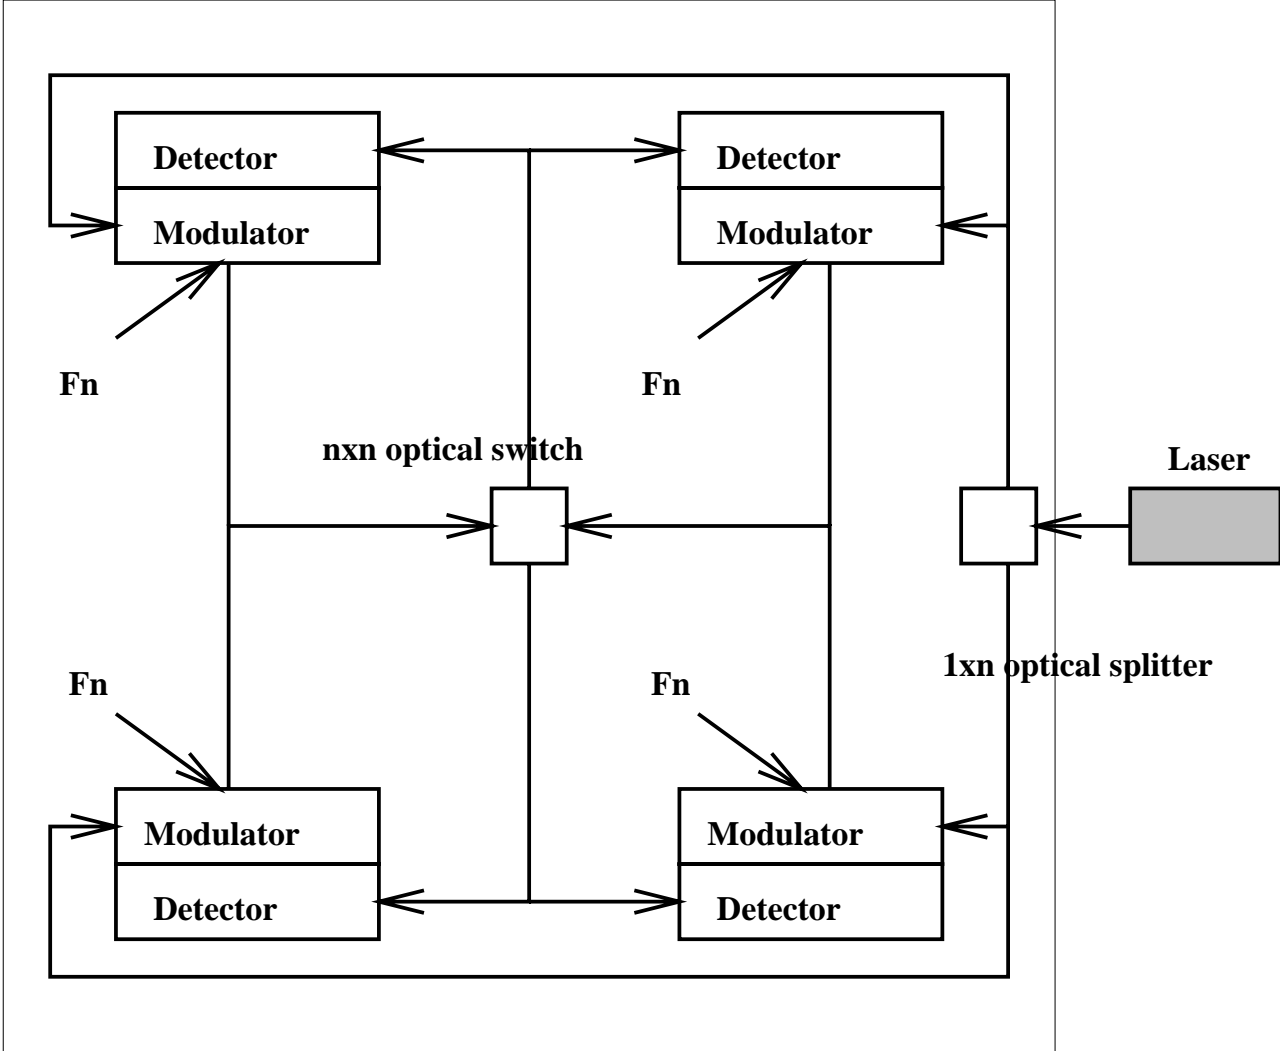 Detector
Detector
Modulator
Modulator
Fn
Fn
nxn optical switch
Laser
1xn optical splitter
Fn
Fn
Modulator
Modulator
Detector
Detector